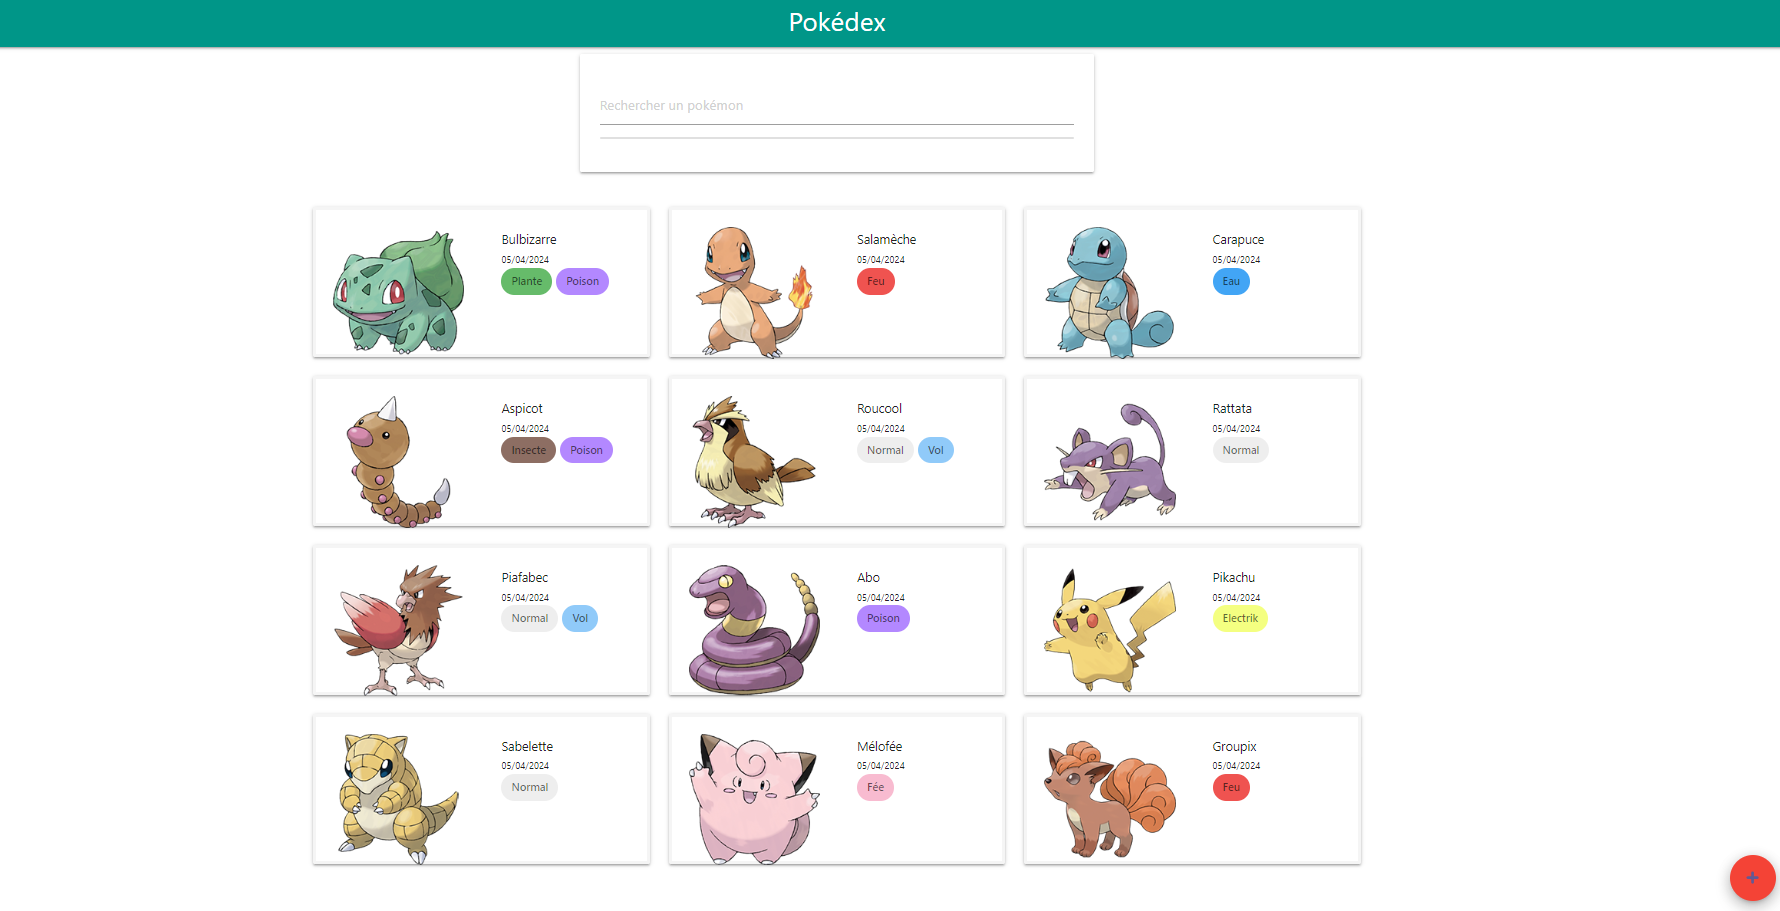 Pokédex
Rechercher un pokémon
Bulbizarre
05/04/2024
Plante Poison
Salamèche
05/04/2024
Feu
Carapuce
05/04/2024
Eau
Aspicot
05/04/2024
Insecte Poison
Roucool
05/04/2024
Normal Vol
Rattata
05/04/2024
Normal
Piafabec
05/04/2024
Normal Vol
Abo
05/04/2024
Poison
Pikachu
05/04/2024
Electrik
Sabelette
05/04/2024
Normal
Mélofée
05/04/2024
Fée
Groupix
05/04/2024
Feu
+